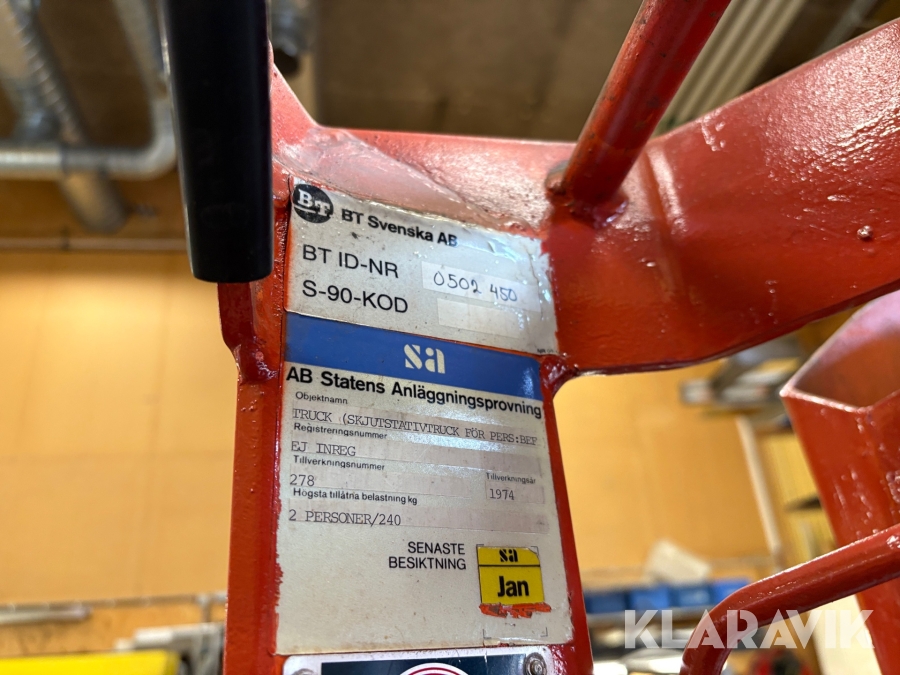 BT BT Svenska AB
BT ID-NR 0502 450
S-90-KOD
sa
AB Statens Anläggningsprovning
Objektnamn
TRUCK (SKJUTSTATIVTRUCK FÖR PERS:BEF
Registreringsnummer
EJ INREG
Tillverkningsnummer Tillverkningsår
278 1974
Högsta tillåtna belastning kg
2 PERSONER/240
SENASTE
BESIKTNING
sa
Jan
KLARAVIK